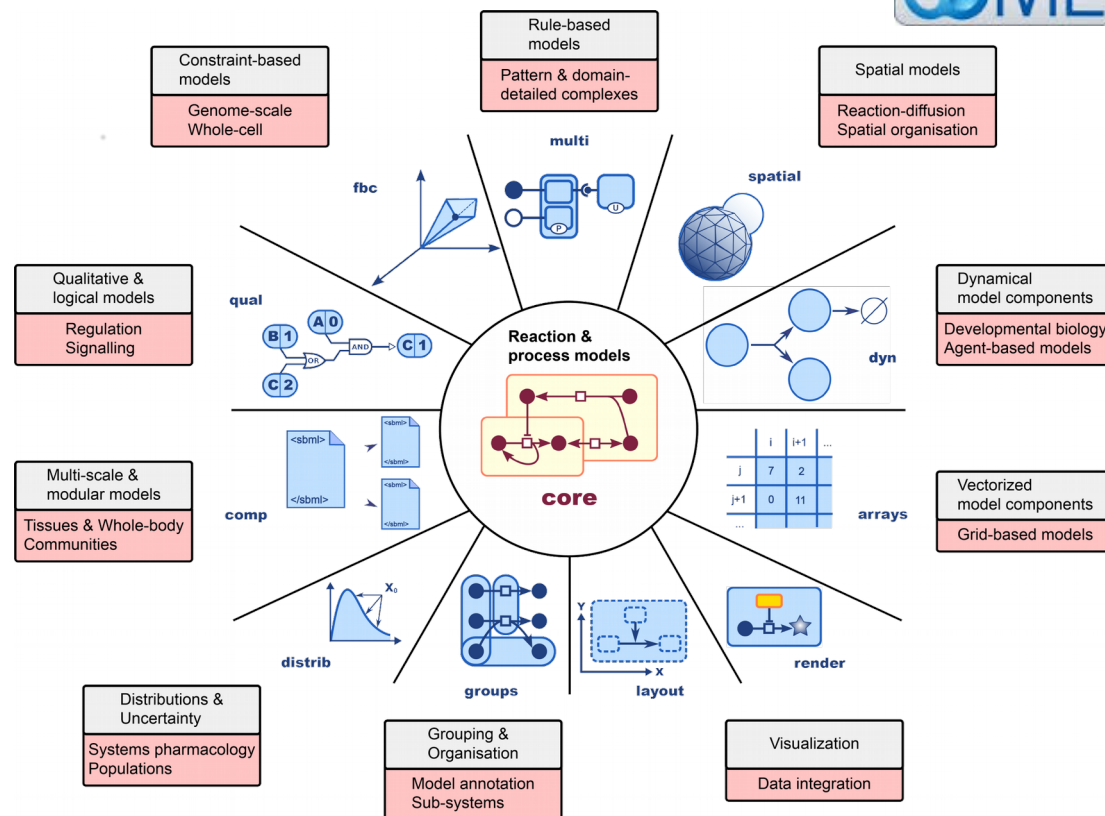 OME
Rule-based
models
Pattern & domain-
detailed complexes
Constraint-based
models
Genome-scale
Whole-cell
Spatial models
Reaction-diffusion
Spatial organisation
multi
fbc
P
U
spatial
Qualitative &
logical models
Regulation
Signalling
qual
A 0
B 1
OR
AND
C 1
C 2
Dynamical
model components
Developmental biology
Agent-based models
dyn
Reaction &
process models
core
Multi-scale &
modular models
Tissues & Whole-body
Communities
comp
<sbml>
</sbml>
<sbml>
</sbml>
<sbml>
</sbml>
i i+1 ...
j 7 2
j+1 0 11
...
arrays
Vectorized
model components
Grid-based models
X₀
distrib
groups
Y
X
layout
render
Distributions &
Uncertainty
Systems pharmacology
Populations
Grouping &
Organisation
Model annotation
Sub-systems
Visualization
Data integration